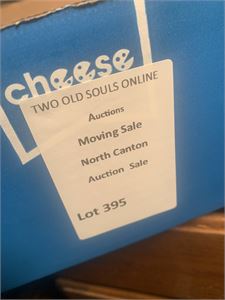 cheese
TWO OLD SOULS ONLINE
Auctions
Moving Sale
North Canton
Auction Sale
Lot 395